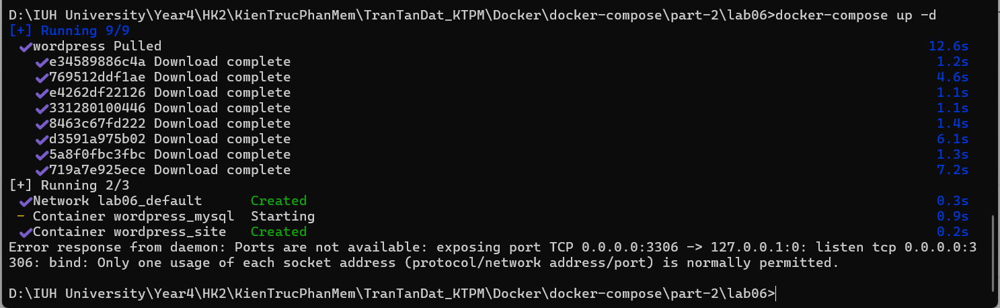 D:\IUH University\Year4\HK2\KienTrucPhanMem\TranTanDat_KTPM\Docker\docker-compose\part-2\lab06>docker-compose up -d
[+] Running 9/9
✔wordpress Pulled 12.6s
✔e34589886c4a Download complete 1.2s
✔769512ddf1ae Download complete 4.6s
✔e4262df22126 Download complete 1.1s
✔331280100446 Download complete 1.1s
✔8463c67fd222 Download complete 1.4s
✔d3591a975b02 Download complete 6.1s
✔5a8f0fbc3fbc Download complete 1.3s
✔719a7e925ece Download complete 7.2s
[+] Running 2/3
✔Network lab06_default Created 0.3s
- Container wordpress_mysql Starting 0.9s
✔Container wordpress_site Created 0.2s
Error response from daemon: Ports are not available: exposing port TCP 0.0.0.0:3306 -> 127.0.0.1:0: listen tcp 0.0.0.0:3
306: bind: Only one usage of each socket address (protocol/network address/port) is normally permitted.
D:\IUH University\Year4\HK2\KienTrucPhanMem\TranTanDat_KTPM\Docker\docker-compose\part-2\lab06>